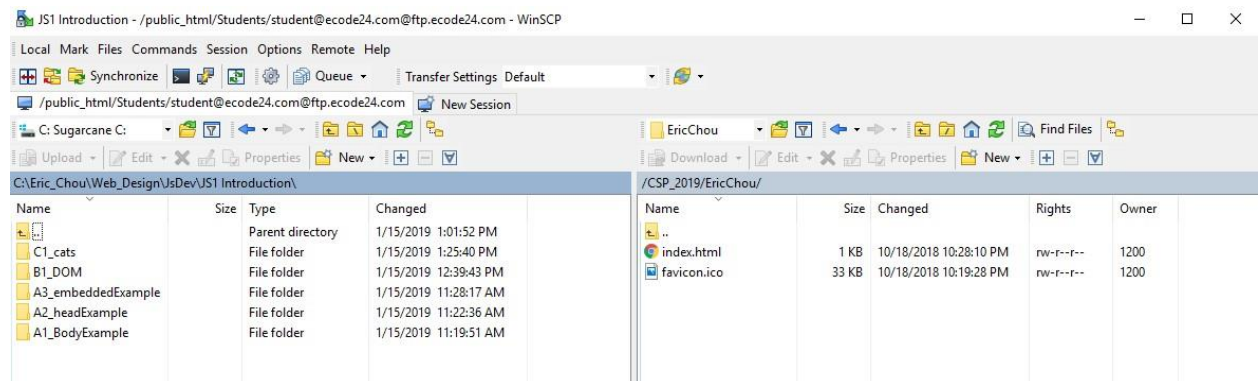 JS1 Introduction - /public_html/Students/student@ecode24.com@ftp.ecode24.com - WinSCP
Local Mark Files Commands Session Options Remote Help
Synchronize Queue Transfer Settings Default
/public_html/Students/student@ecode24.com@ftp.ecode24.com New Session
C: Sugarcane C: EricChou Find Files
Upload Edit Properties New Download Edit Properties New
C:\Eric_Chou\Web_Design\JsDev\JS1 Introduction\ /CSP_2019/EricChou/
Name Size Type Changed Name Size Changed Rights Owner
.. Parent directory 1/15/2019 1:01:52 PM ..
C1_cats File folder 1/15/2019 1:25:40 PM index.html 1 KB 10/18/2018 10:28:10 PM rw-r--r-- 1200
B1_DOM File folder 1/15/2019 12:39:43 PM favicon.ico 33 KB 10/18/2018 10:19:28 PM rw-r--r-- 1200
A3_embeddedExample File folder 1/15/2019 11:28:17 AM
A2_headExample File folder 1/15/2019 11:22:36 AM
A1_BodyExample File folder 1/15/2019 11:19:51 AM